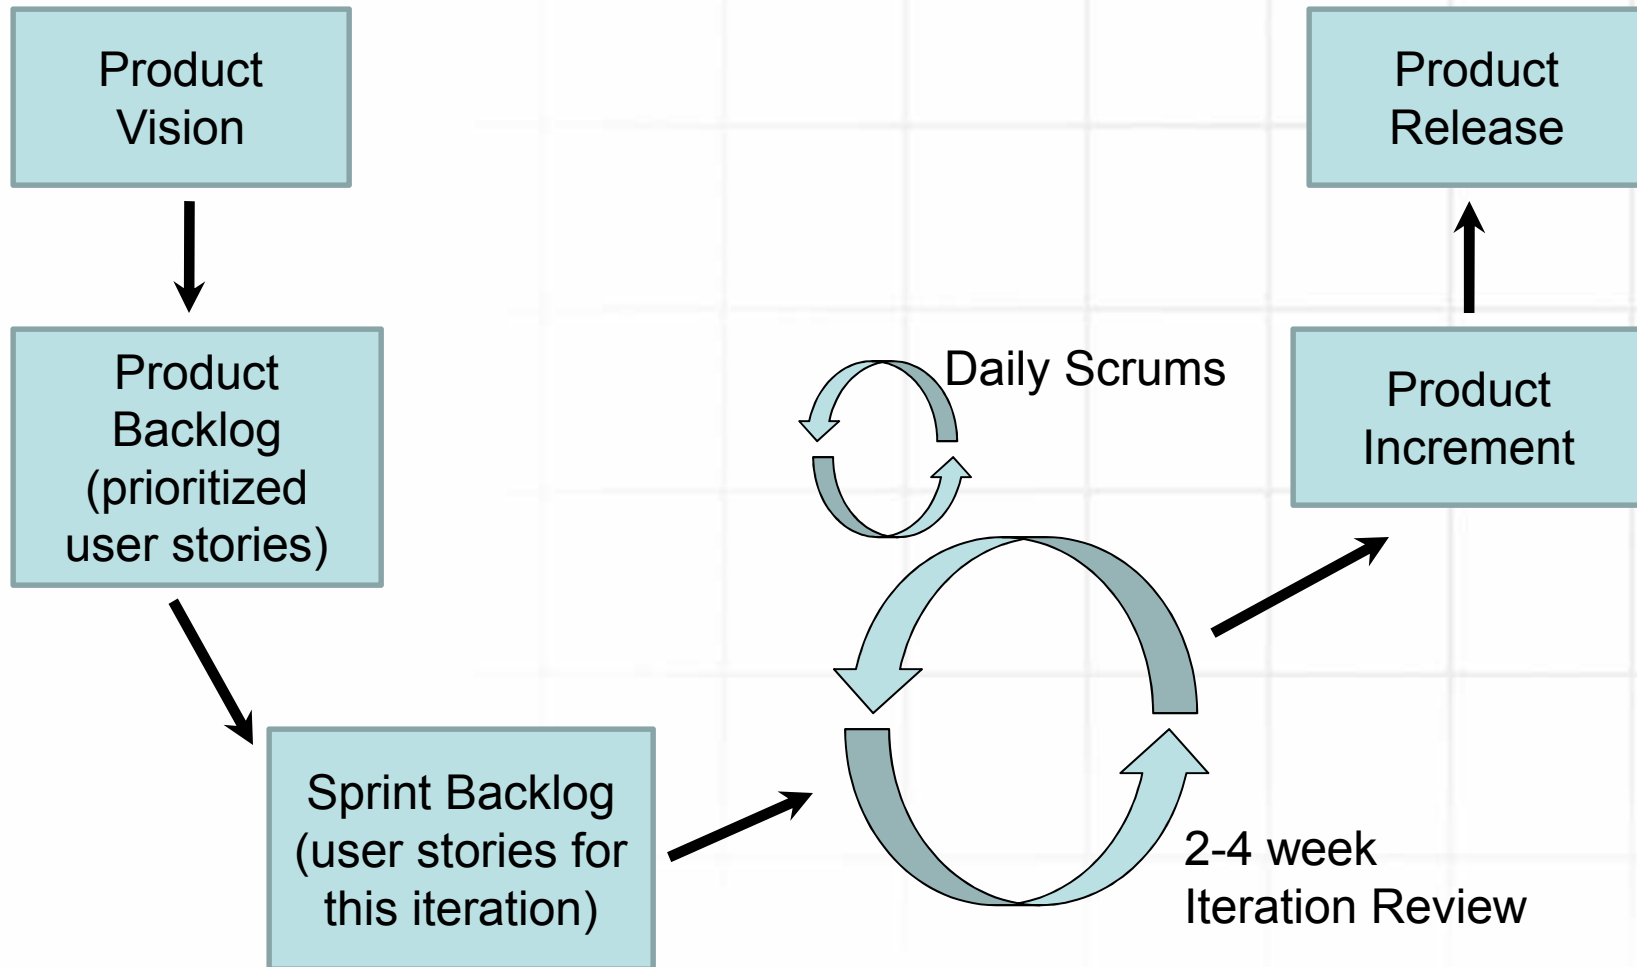 Product
Vision
Product
Backlog
(prioritized
user stories)
Sprint Backlog
(user stories for
this iteration)
Daily Scrums
2-4 week
Iteration Review
Product
Increment
Product
Release